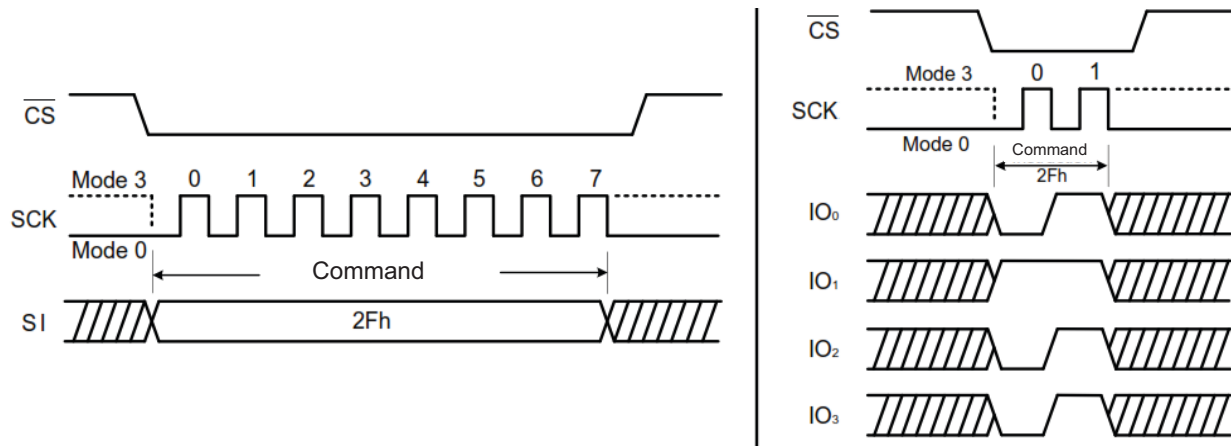 CS
Mode 3 0 1 2 3 4 5 6 7
SCK
Mode 0
Command
SI 2Fh
CS
Mode 3 0 1
SCK
Mode 0 Command
2Fh
IO₀
IO₁
IO₂
IO₃